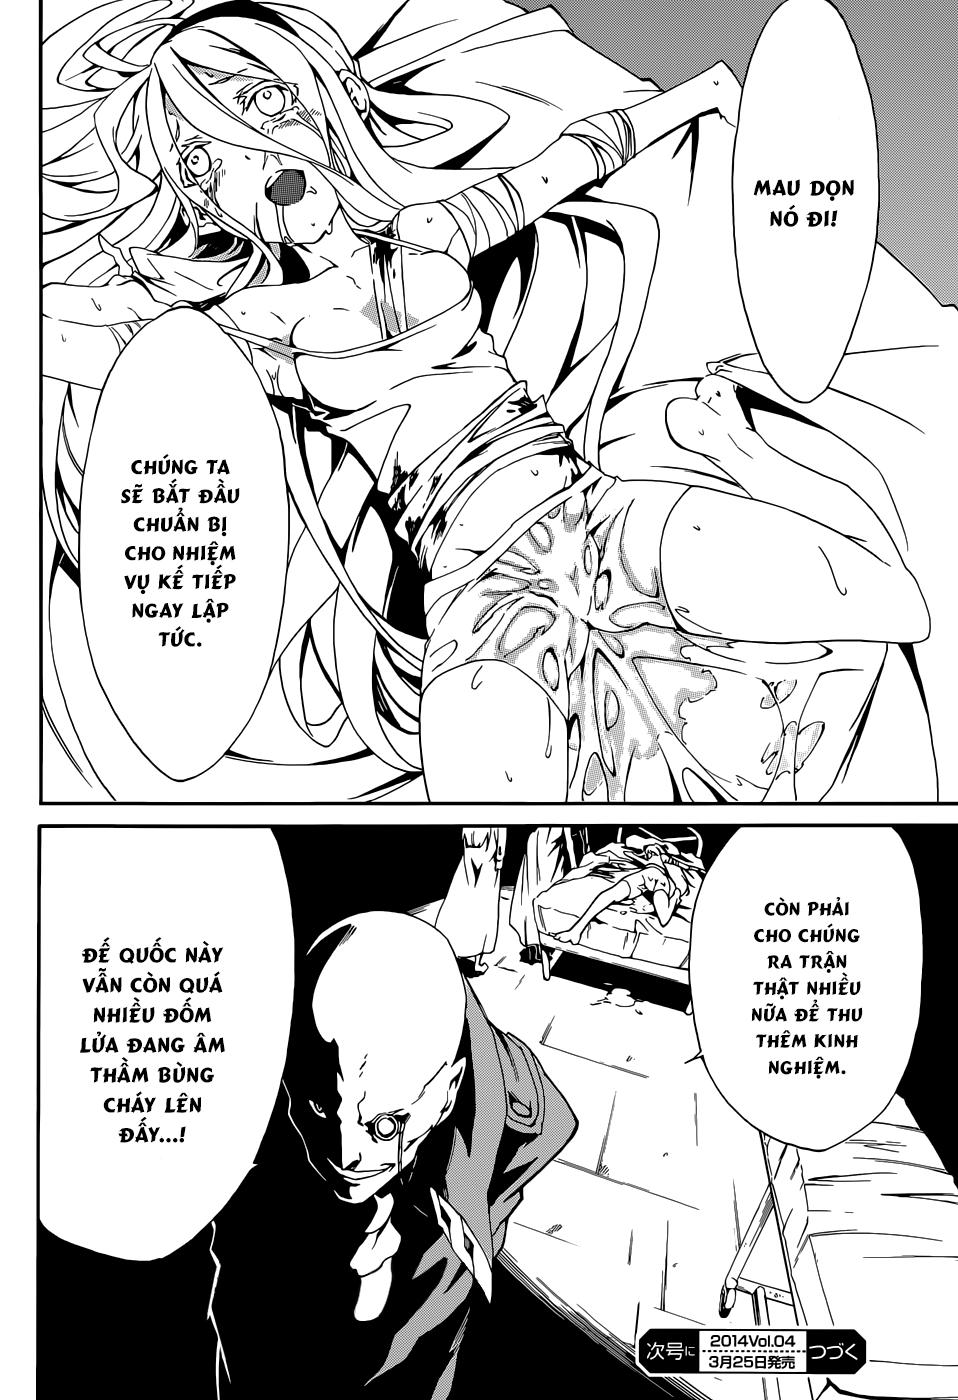 MAU DỌN
NÓ ĐI!
CHÚNG TA
SẼ BẮT ĐẦU
CHUẨN BỊ
CHO NHIỆM
VỤ KẾ TIẾP
NGAY LẬP
TỨC.
CÒN PHẢI
CHO CHÚNG
RA TRẬN
THẬT NHIỀU
NỮA ĐỂ THU
THÊM KINH
NGHIỆM.
ĐẾ QUỐC NÀY
VẪN CÒN QUÁ
NHIỀU ĐỐM
LỬA ĐANG ÂM
THẦM BÙNG
CHÁY LÊN
ĐẤY...!
次号に
2014Vol.04
3月25日発売
つづく